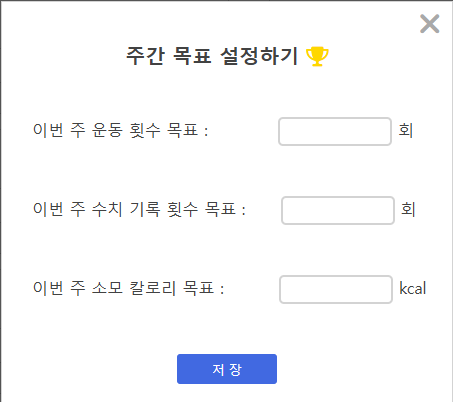 주간 목표 설정하기
이번 주 운동 횟수 목표 : 회
이번 주 수치 기록 횟수 목표 : 회
이번 주 소모 칼로리 목표 : kcal
저 장